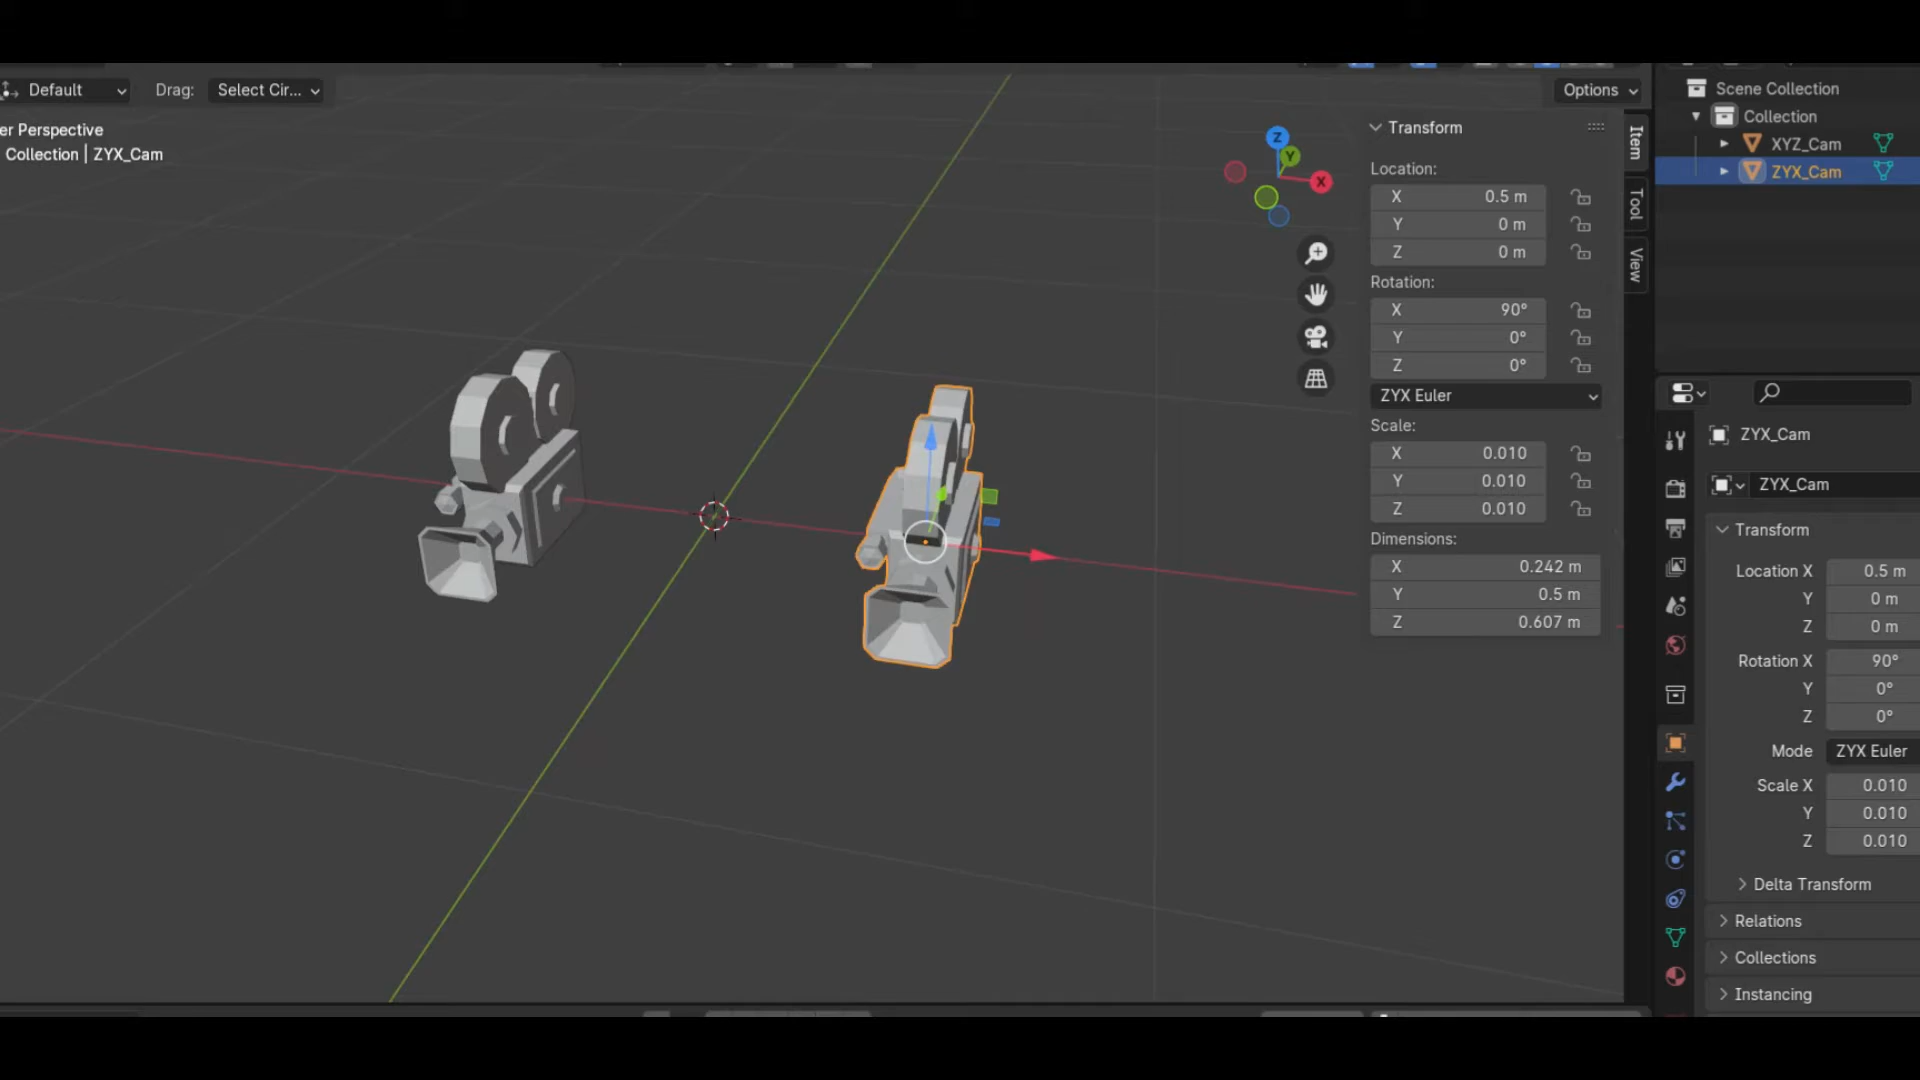 Default
Drag:
Select Cir...
Options
er Perspective
Collection | ZYX_Cam
Z
Y
X
Transform
Location:
X 0.5 m
Y 0 m
Z 0 m
Rotation:
X 90°
Y 0°
Z 0°
ZYX Euler
Scale:
X 0.010
Y 0.010
Z 0.010
Dimensions:
X 0.242 m
Y 0.5 m
Z 0.607 m
Item
Tool
View
Scene Collection
Collection
XYZ_Cam
ZYX_Cam
ZYX_Cam
ZYX_Cam
Transform
Location X 0.5 m
Y 0 m
Z 0 m
Rotation X 90°
Y 0°
Z 0°
Mode ZYX Euler
Scale X 0.010
Y 0.010
Z 0.010
Delta Transform
Relations
Collections
Instancing